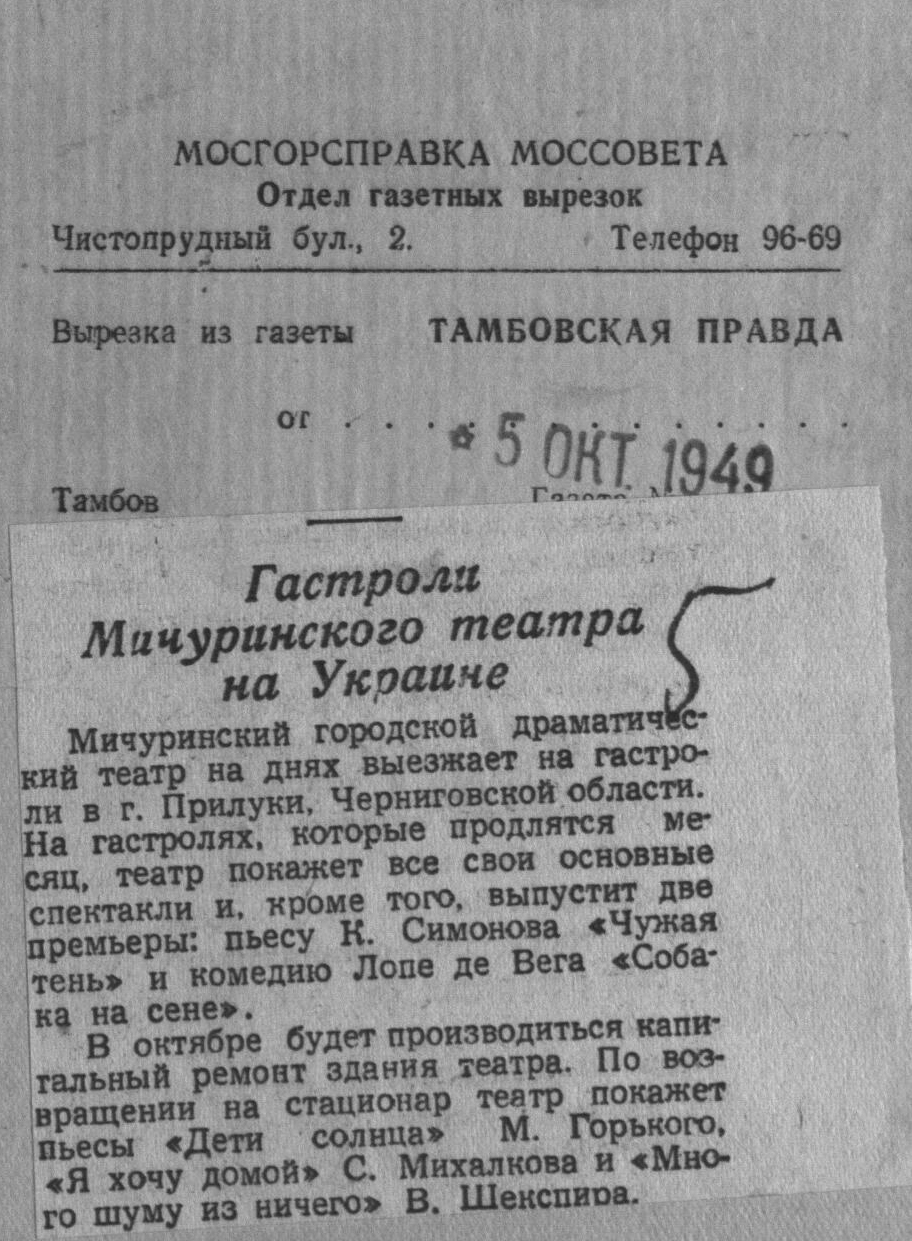 МОСГОРСПРАВКА МОССОВЕТА
Отдел газетных вырезок
Чистопрудный бул., 2. Телефон 96-69
Вырезка из газеты ТАМБОВСКАЯ ПРАВДА
от . . . . . . . . . . . .
5 ОКТ. 1949
Тамбов Газета
Гастроли
Мичуринского театра
на Украине
5
Мичуринский городской драматичес-
кий театр на днях выезжает на гастро-
ли в г. Прилуки, Черниговской области.
На гастролях, которые продлятся ме-
сяц, театр покажет все свои основные
спектакли и, кроме того, выпустит две
премьеры: пьесу К. Симонова «Чужая
тень» и комедию Лопе де Вега «Соба-
ка на сене».
В октябре будет производиться капи-
тальный ремонт здания театра. По воз-
вращении на стационар театр покажет
пьесы «Дети солнца» М. Горького,
«Я хочу домой» С. Михалкова и «Мно-
го шуму из ничего» В. Шекспира.